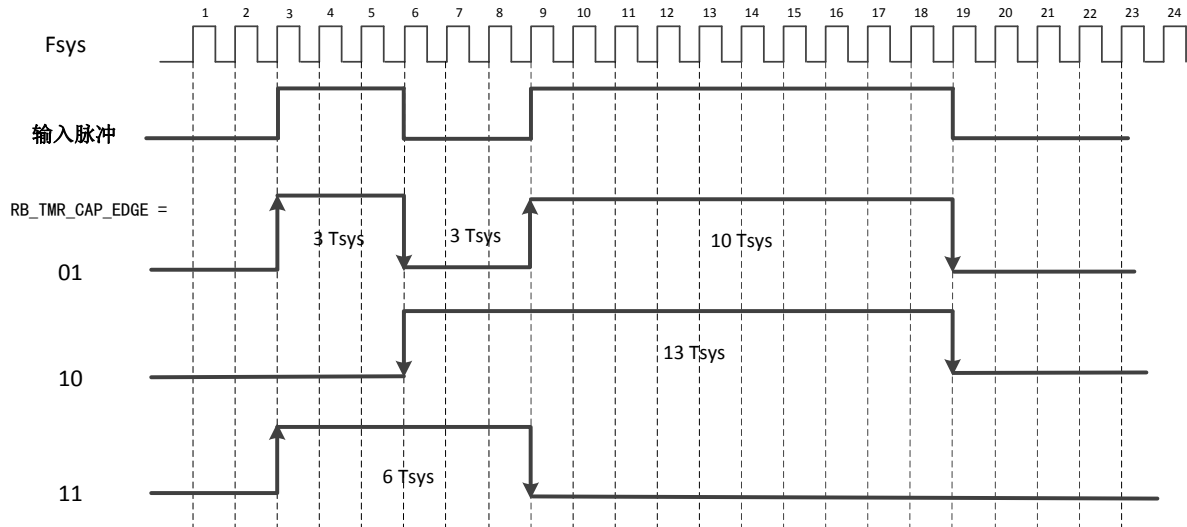 1 2 3 4 5 6 7 8 9 10 11 12 13 14 15 16 17 18 19 20 21 22 23 24
Fsys
输入脉冲
RB_TMR_CAP_EDGE =
3 Tsys 3 Tsys 10 Tsys
01
13 Tsys
10
6 Tsys
11